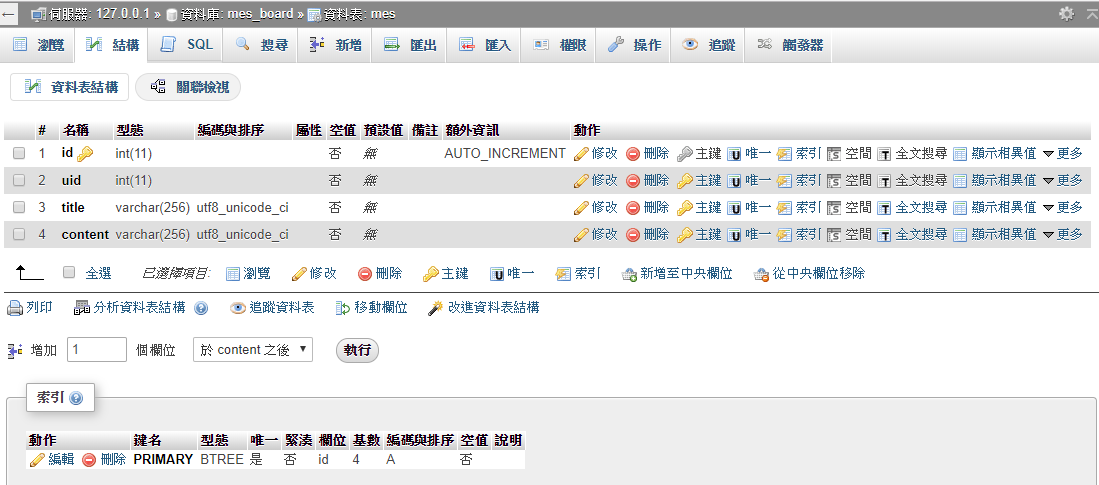 伺服器: 127.0.0.1 » 資料庫: mes_board » 資料表: mes
瀏覽 結構 SQL 搜尋 新增 匯出 匯入 權限 操作 追蹤 觸發器
資料表結構 關聯檢視
# 名稱 型態 編碼與排序 屬性 空值 預設值 備註 額外資訊 動作
1 id int(11) 否 無 AUTO_INCREMENT 修改 刪除 主鍵 唯一 索引 空間 全文搜尋 顯示相異值 更多
2 uid int(11) 否 無 修改 刪除 主鍵 唯一 索引 空間 全文搜尋 顯示相異值 更多
3 title varchar(256) utf8_unicode_ci 否 無 修改 刪除 主鍵 唯一 索引 空間 全文搜尋 顯示相異值 更多
4 content varchar(256) utf8_unicode_ci 否 無 修改 刪除 主鍵 唯一 索引 空間 全文搜尋 顯示相異值 更多
全選 已選擇項目: 瀏覽 修改 刪除 主鍵 唯一 索引 新增至中央欄位 從中央欄位移除
列印 分析資料表結構 追蹤資料表 移動欄位 改進資料表結構
增加 1 個欄位 於 content 之後 執行
索引
動作 鍵名 型態 唯一 緊湊 欄位 基數 編碼與排序 空值 說明
編輯 刪除 PRIMARY BTREE 是 否 id 4 A 否